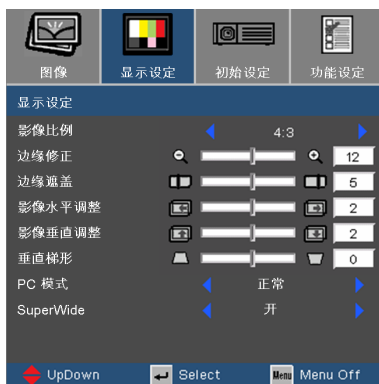 图像 显示设定 初始设定 功能设定
显示设定
影像比例 4:3
边缘修正 12
边缘遮盖 5
影像水平调整 2
影像垂直调整 2
垂直梯形 0
PC 模式 正常
SuperWide 开
UpDown Select Menu Menu Off